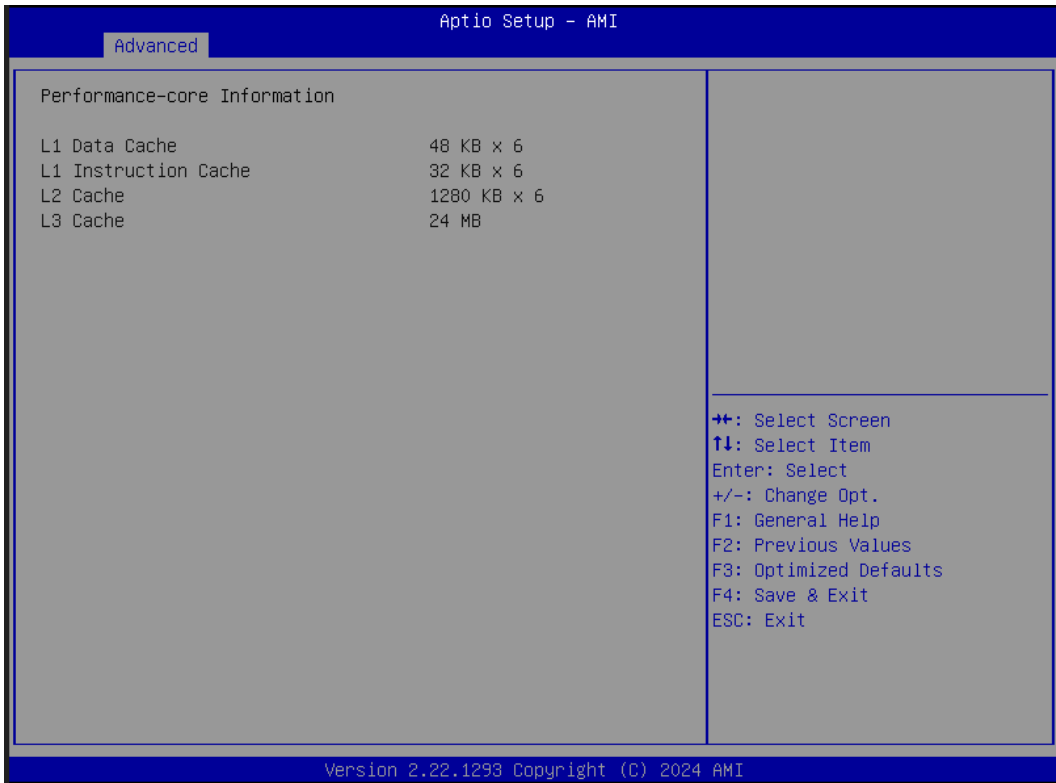 Aptio Setup – AMI
Advanced
Performance-core Information
L1 Data Cache 48 KB x 6
L1 Instruction Cache 32 KB x 6
L2 Cache 1280 KB x 6
L3 Cache 24 MB
→←: Select Screen
↑↓: Select Item
Enter: Select
+/-: Change Opt.
F1: General Help
F2: Previous Values
F3: Optimized Defaults
F4: Save & Exit
ESC: Exit
Version 2.22.1293 Copyright (C) 2024 AMI